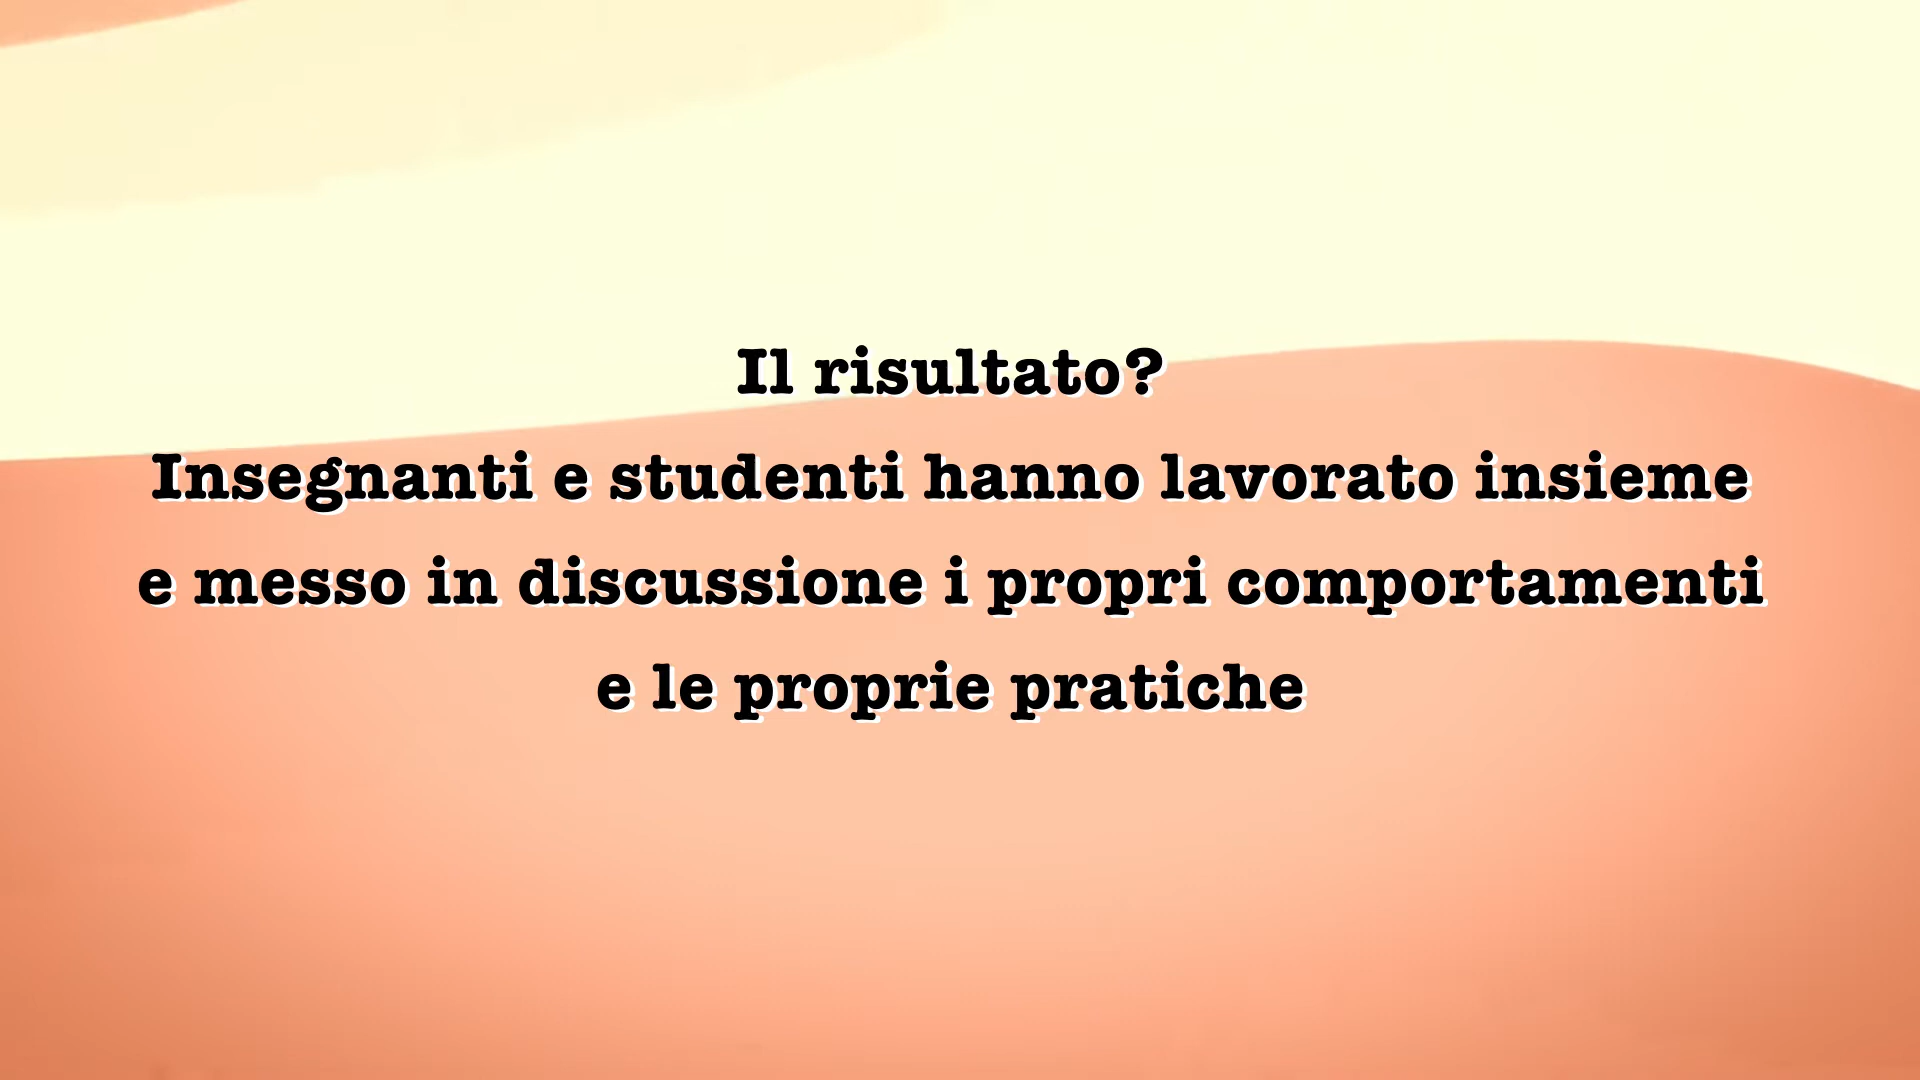 Il risultato?
Insegnanti e studenti hanno lavorato insieme
e messo in discussione i propri comportamenti
e le proprie pratiche